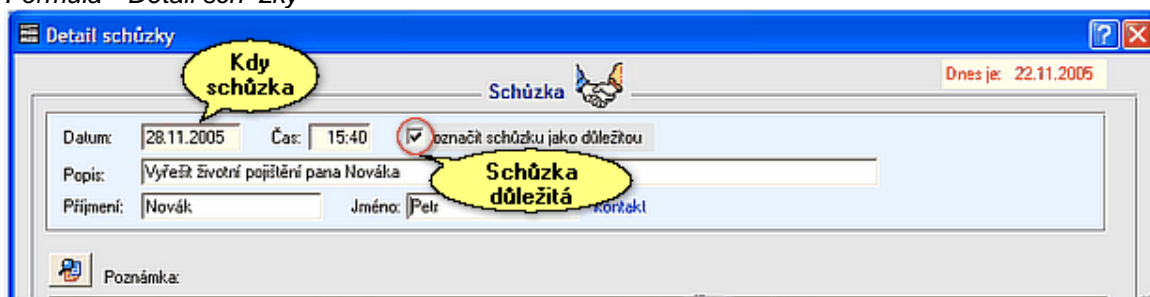 Detail schůzky
Kdy
schůzka
Schůzka
Dnes je: 22.11.2005
Datum: 28.11.2005 Čas: 15:40 označit schůzku jako důležitou
Popis: Vyřešit životní pojištění pana Nováka
Schůzka
důležitá
Příjmení: Novák Jméno: Petr kontakt
Poznámka: